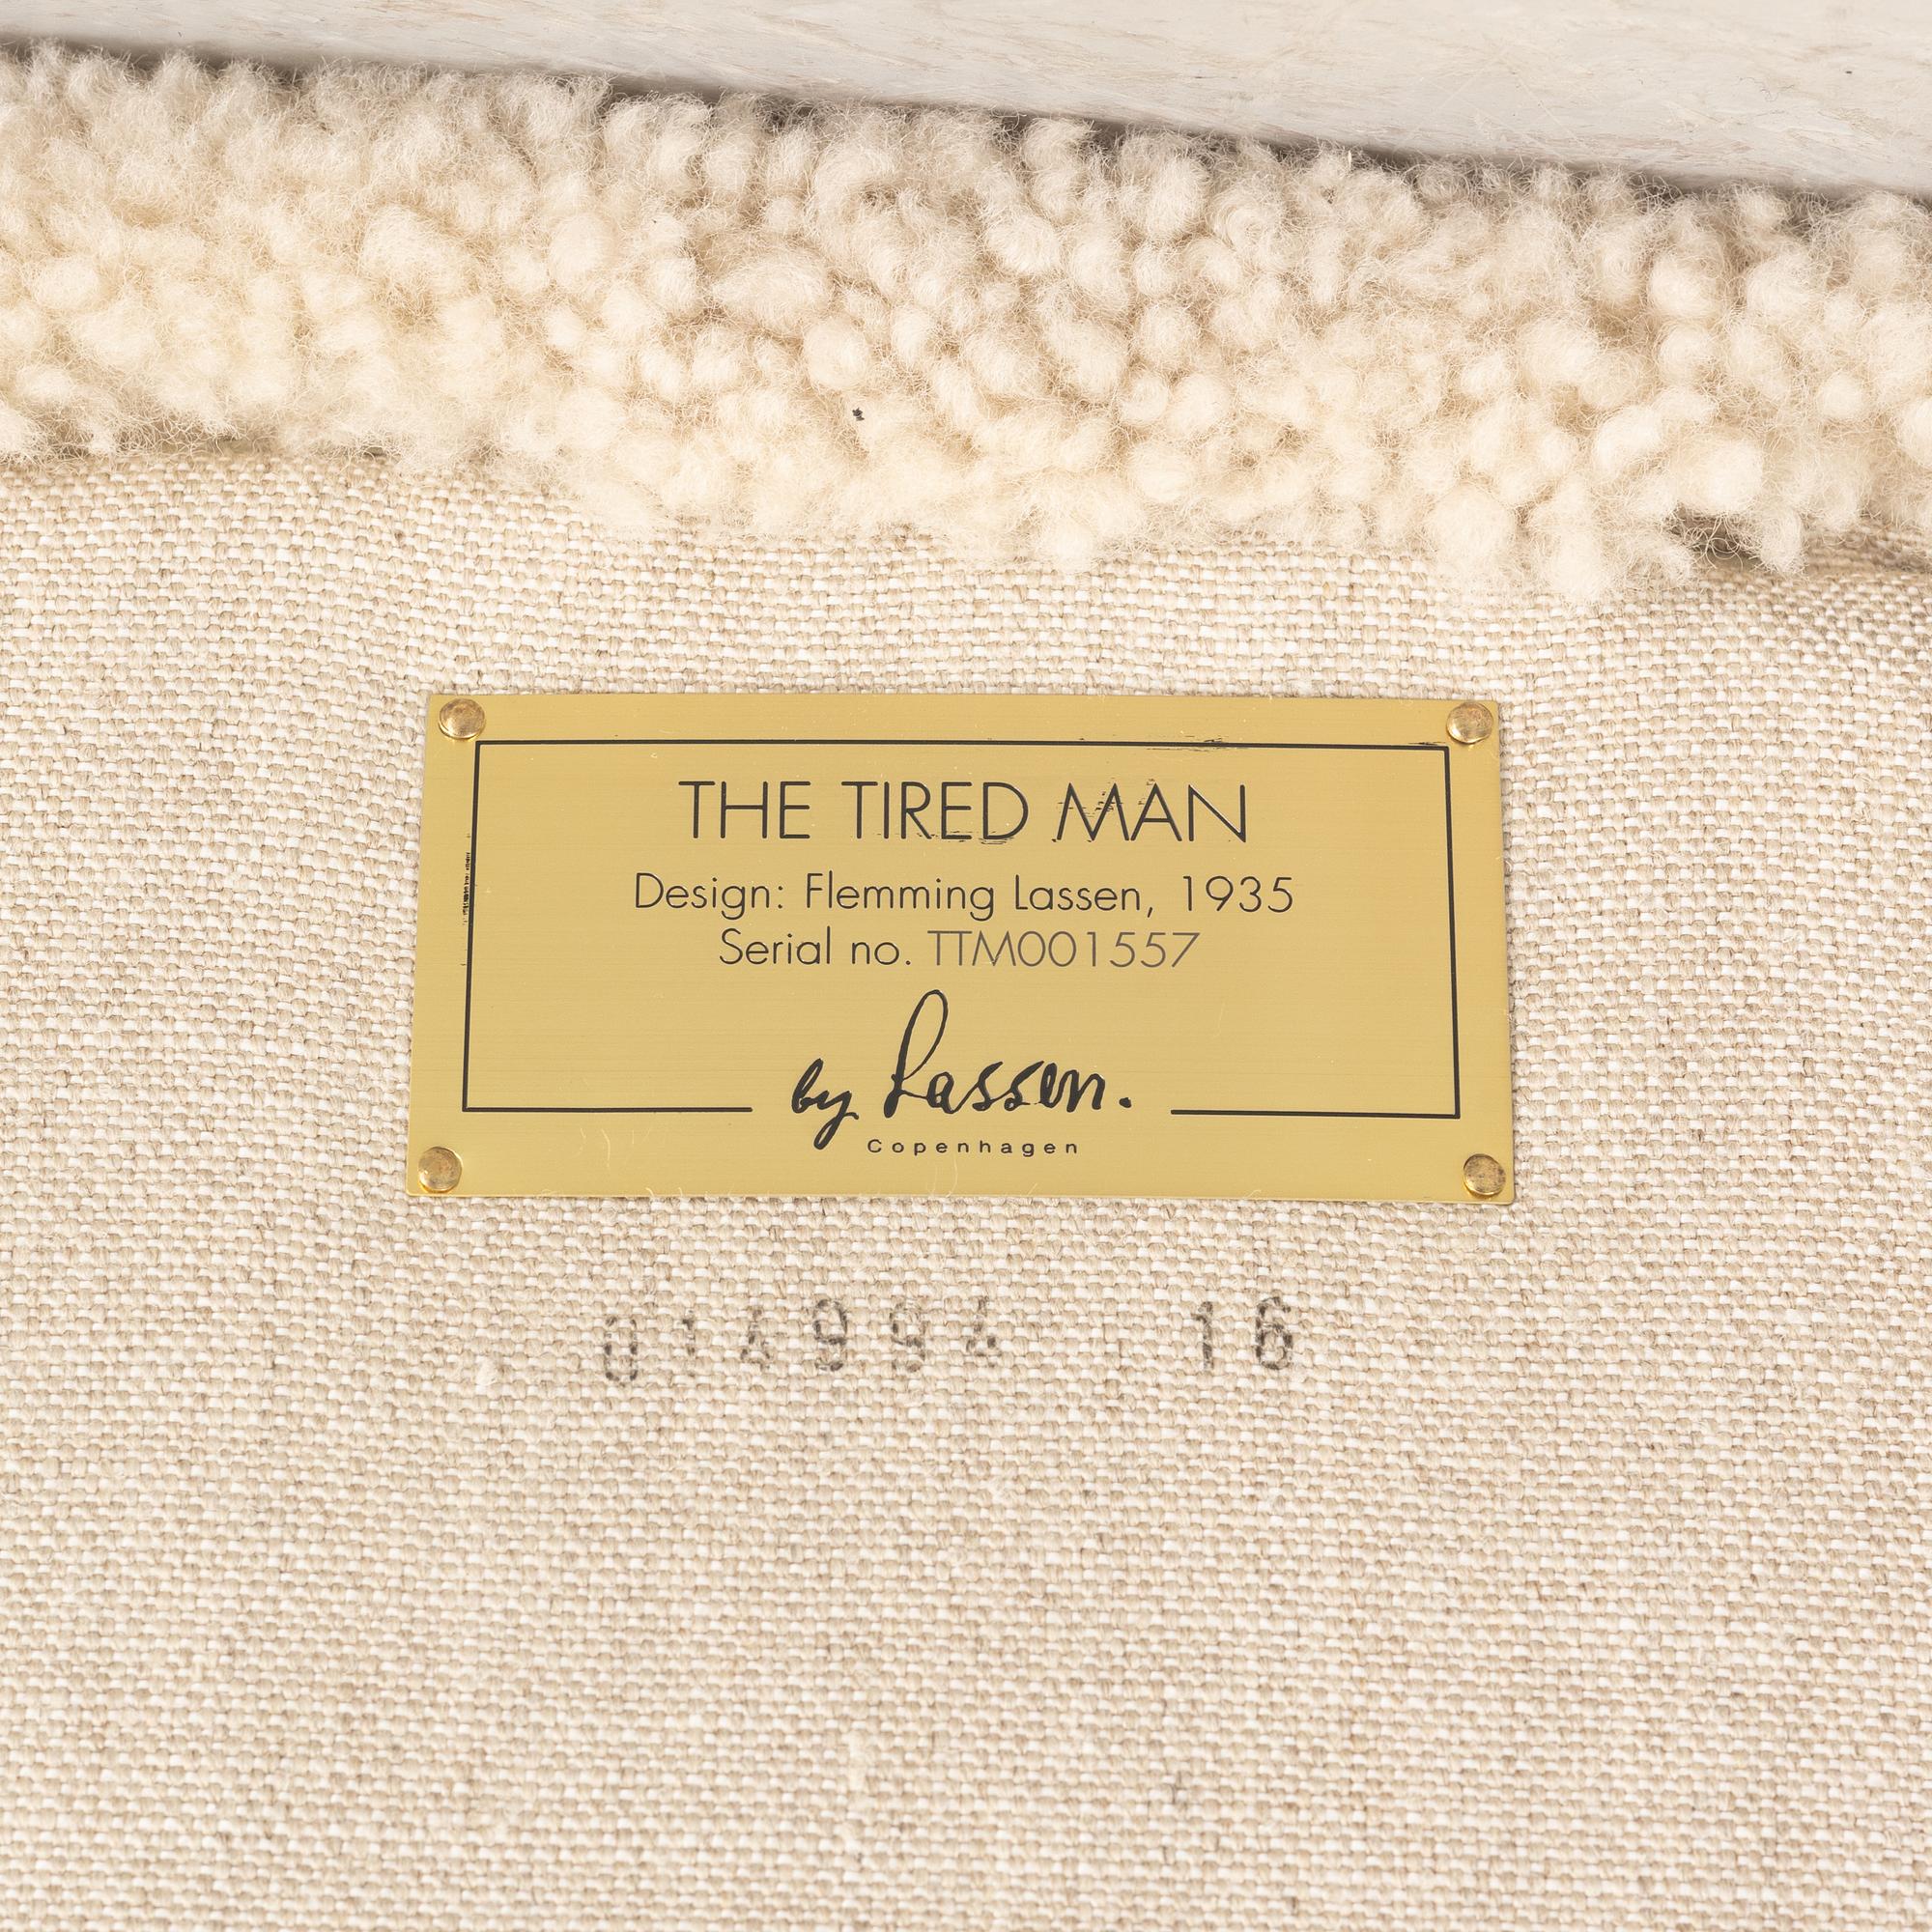 THE TIRED MAN
Design: Flemming Lassen, 1935
Serial no. TTM001557
by Lassen.
Copenhagen
014994 16